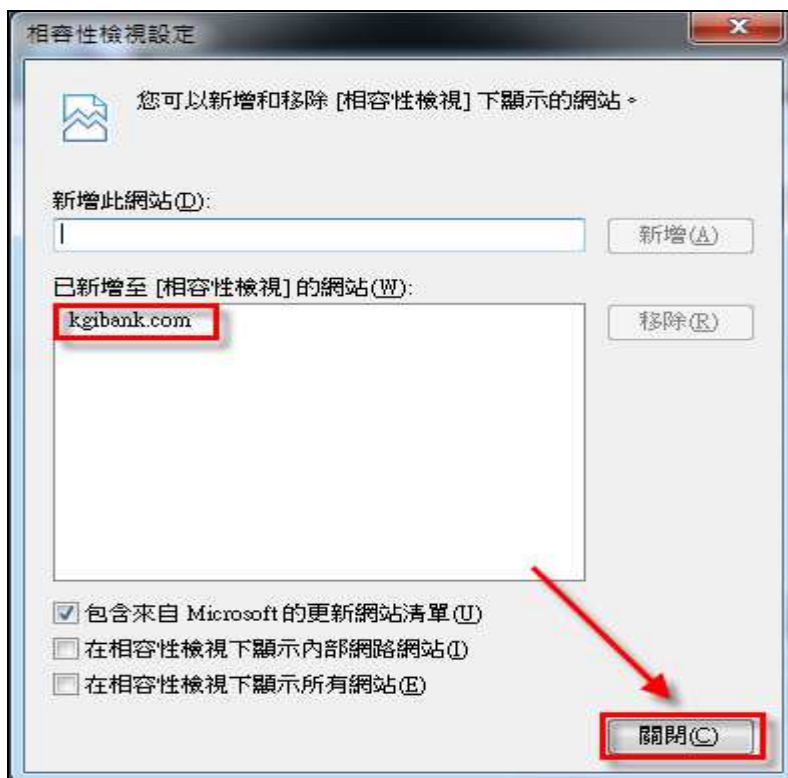 相容性檢視設定
您可以新增和移除 [相容性檢視] 下顯示的網站。
新增此網站(D):
新增(A)
已新增至 [相容性檢視] 的網站(W):
kgibank.com
移除(R)
包含來自 Microsoft 的更新網站清單(U)
在相容性檢視下顯示內部網路網站(I)
在相容性檢視下顯示所有網站(E)
關閉(C)